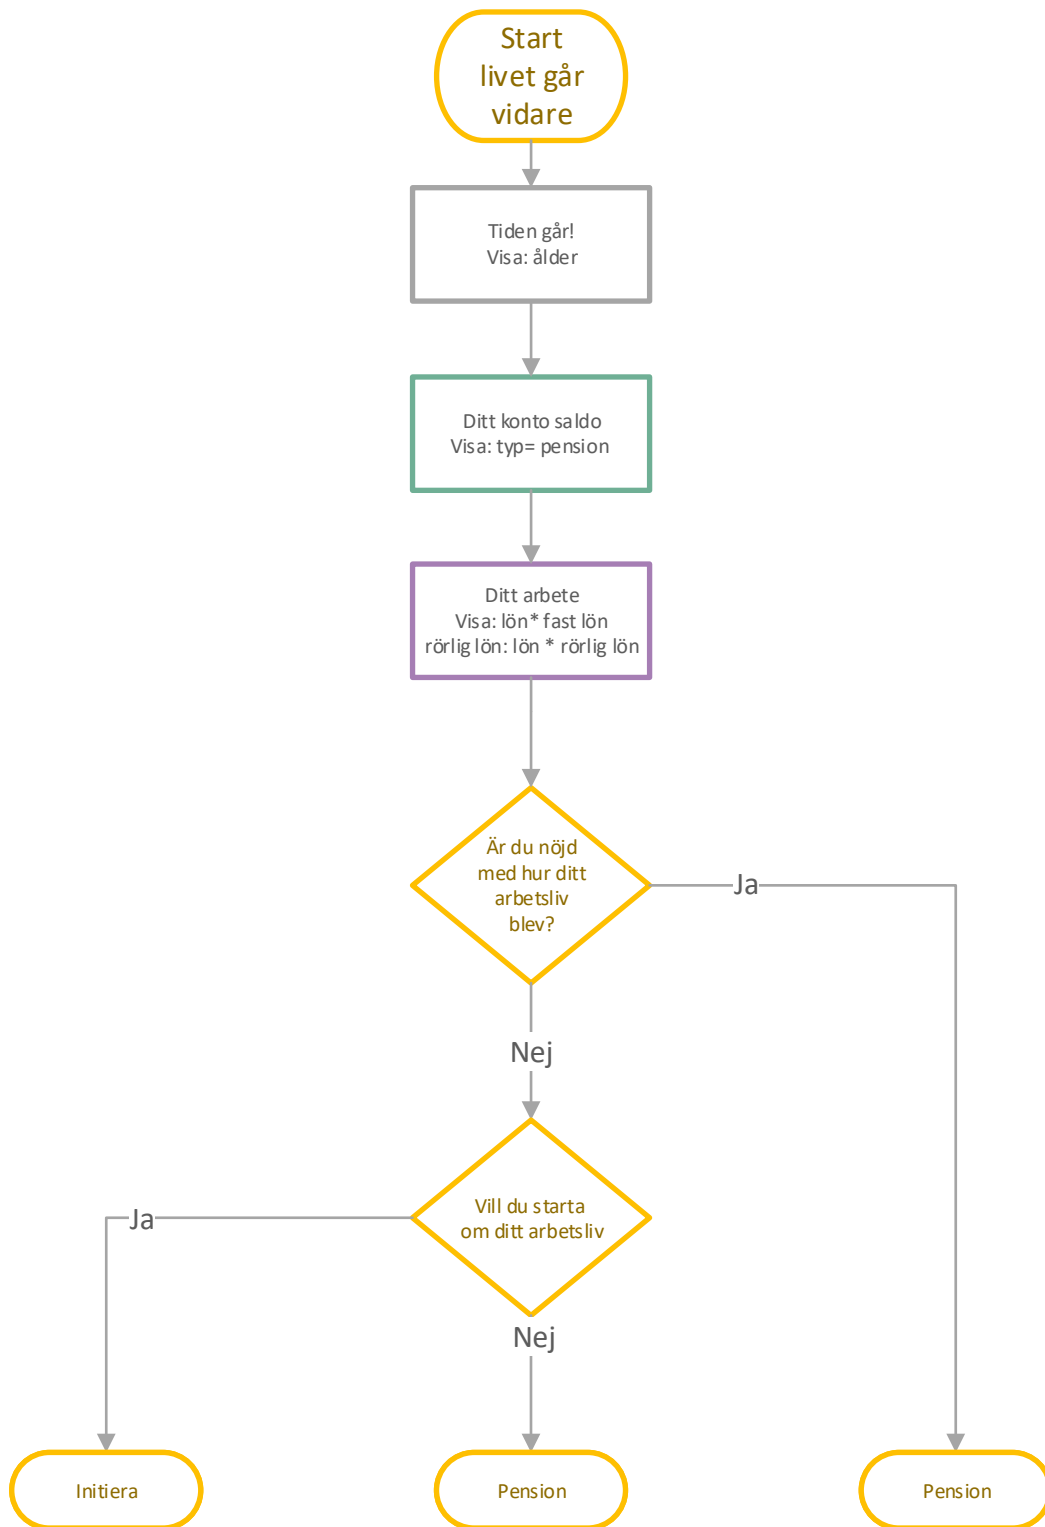 Start
livet går
vidare
Tiden går!
Visa: ålder
Ditt konto saldo
Visa: typ= pension
Ditt arbete
Visa: lön* fast lön
rörlig lön: lön * rörlig lön
Är du nöjd
med hur ditt
arbetsliv
blev?
Ja
Nej
Vill du starta
om ditt arbetsliv
Ja
Nej
Initiera
Pension
Pension